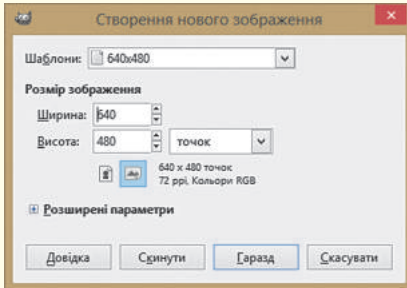 Створення нового зображення
Шаблони: 640x480
Розмір зображення
Ширина: 640
Висота: 480 точок
640 x 480 точок
72 ppi, Кольори RGB
Розширені параметри
Довідка Скинути Гаразд Скасувати